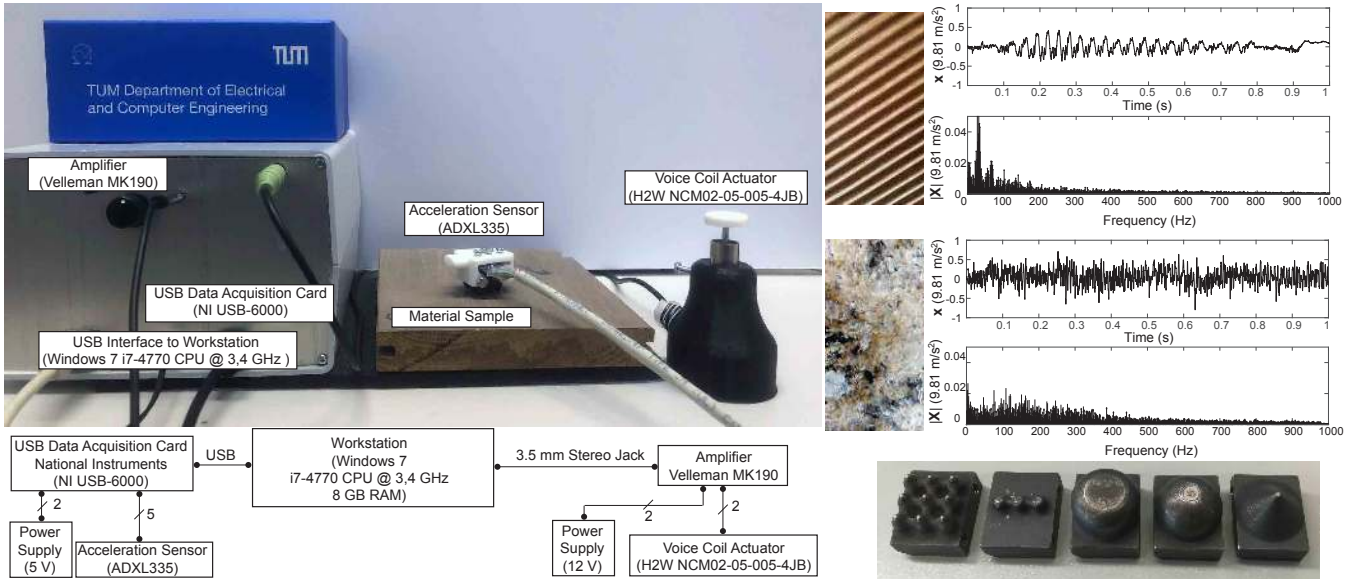 TUM
TUM Department of Electrical
and Computer Engineering
Amplifier
(Velleman MK190)
Acceleration Sensor
(ADXL335)
Voice Coil Actuator
(H2W NCM02-05-005-4JB)
USB Data Acquisition Card
(NI USB-6000)
Material Sample
USB Interface to Workstation
(Windows 7 i7-4770 CPU @ 3,4 GHz )
USB Data Acquisition Card
National Instruments
(NI USB-6000)
USB
Workstation
(Windows 7
i7-4770 CPU @ 3,4 GHz
8 GB RAM)
3.5 mm Stereo Jack
Amplifier
Velleman MK190
2
5
2
2
Power
Supply
(5 V)
Acceleration Sensor
(ADXL335)
Power
Supply
(12 V)
Voice Coil Actuator
(H2W NCM02-05-005-4JB)
x (9.81 m/s²)
1
0.5
0
-0.5
-1
0.1 0.2 0.3 0.4 0.5 0.6 0.7 0.8 0.9 1
Time (s)
|X| (9.81 m/s²)
0.04
0.02
0
0 100 200 300 400 500 600 700 800 900 1000
Frequency (Hz)
x (9.81 m/s²)
1
0.5
0
-0.5
-1
0.1 0.2 0.3 0.4 0.5 0.6 0.7 0.8 0.9 1
Time (s)
|X| (9.81 m/s²)
0.04
0.02
0
0 100 200 300 400 500 600 700 800 900 1000
Frequency (Hz)